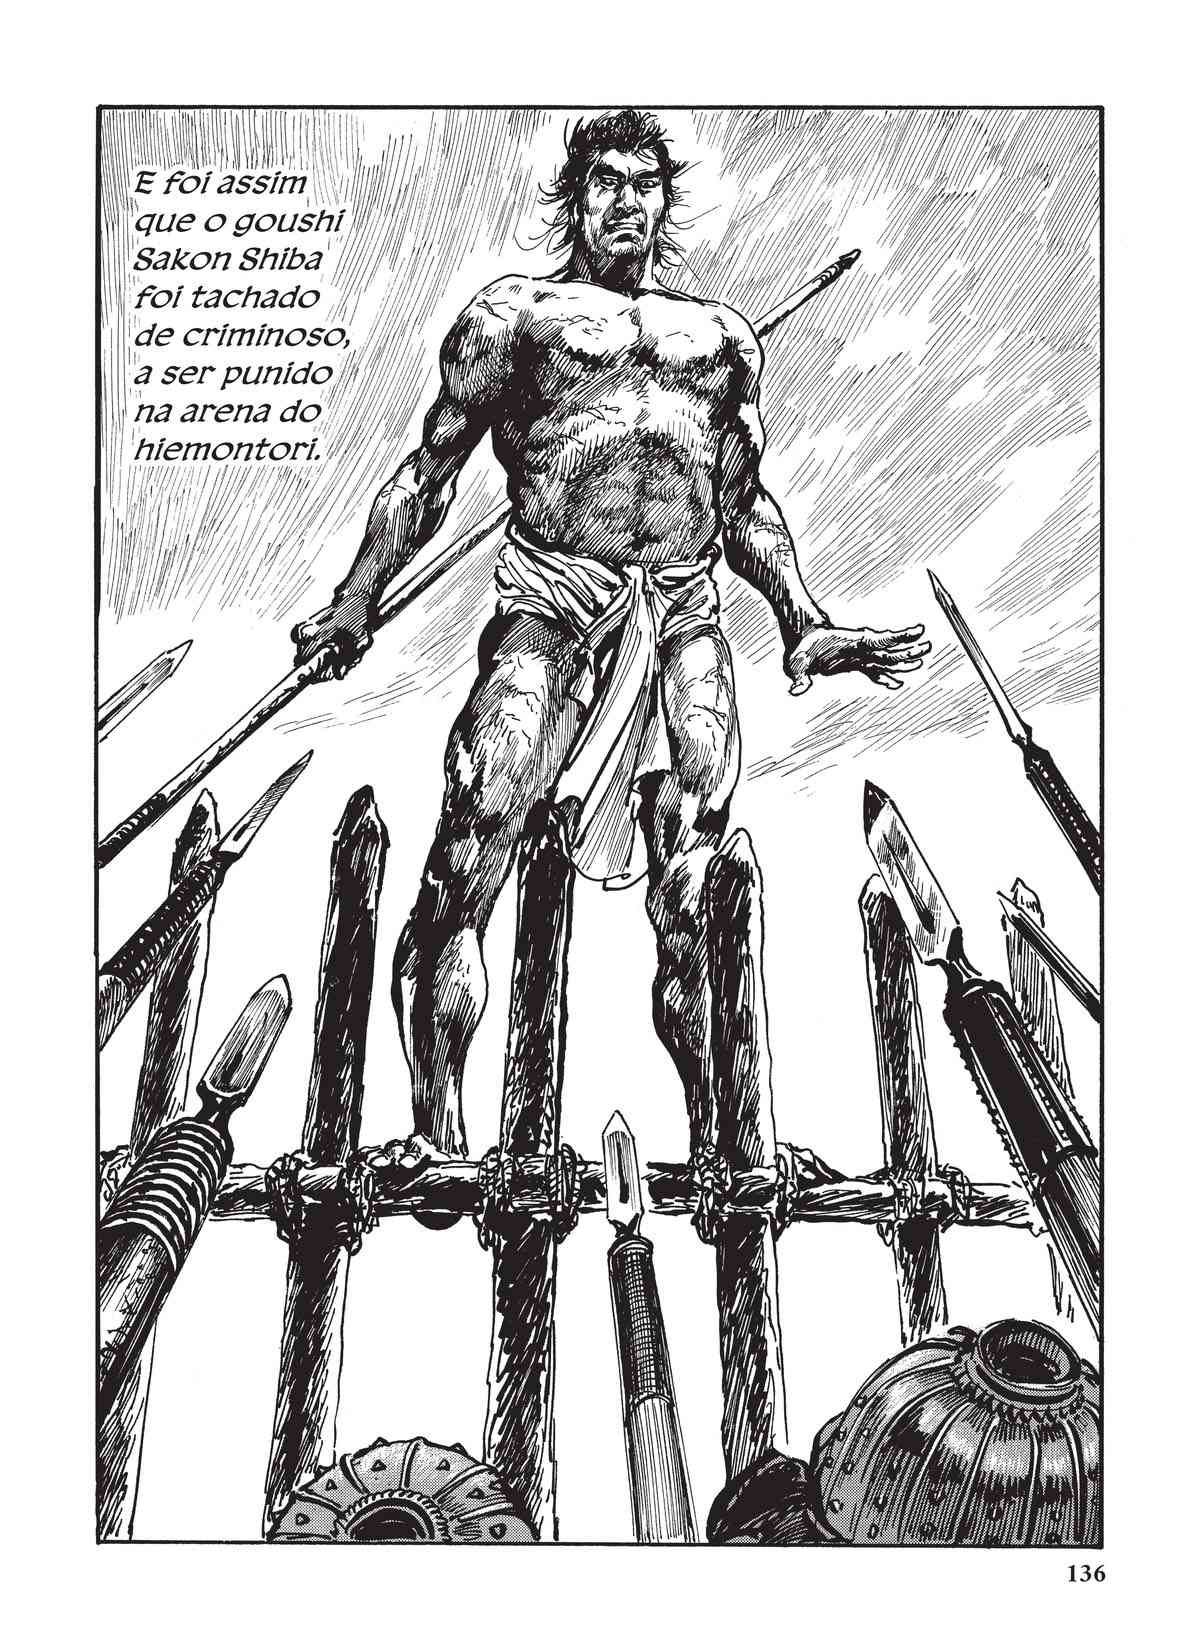 E foi assim
que o goushi
Sakon Shiba
foi tachado
de criminoso,
a ser punido
na arena do
hiemontori.
136